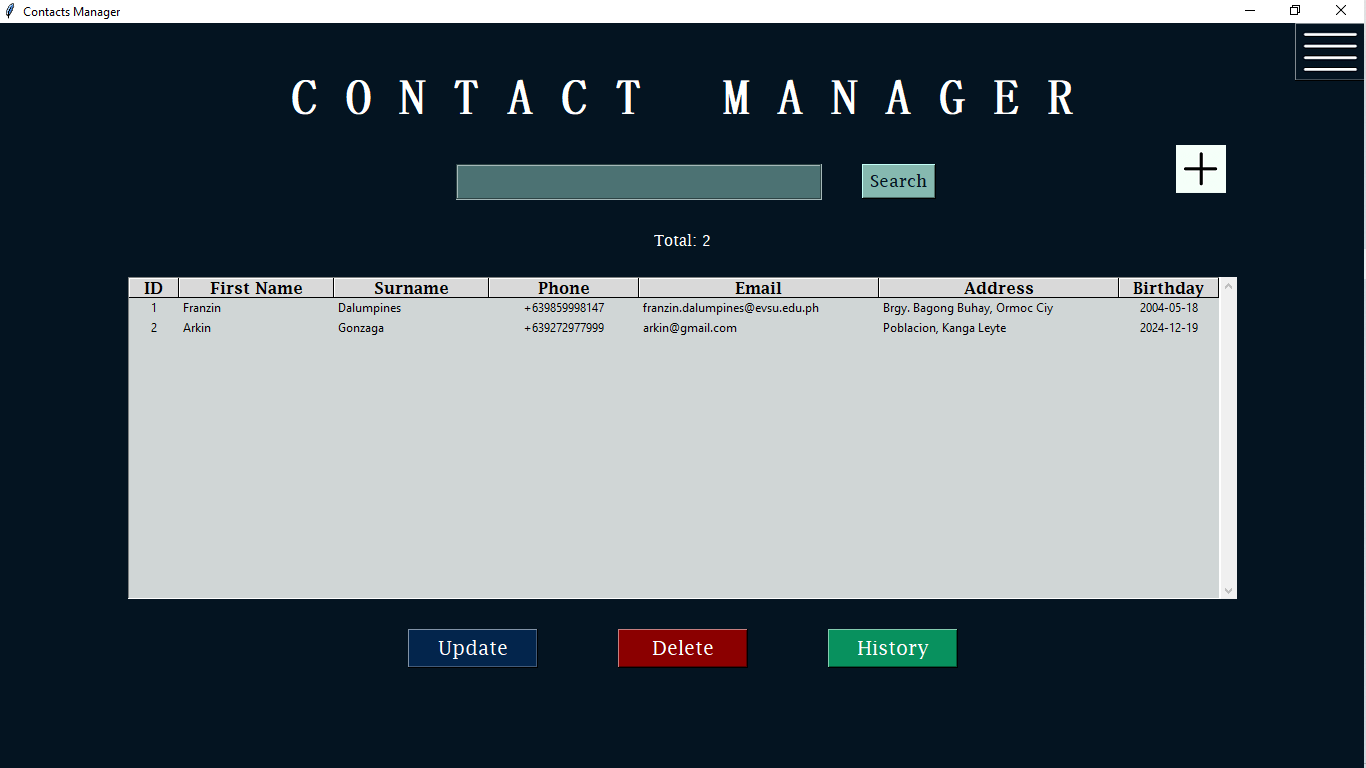 Contacts Manager
CONTACT MANAGER
Search
Total: 2
ID First Name Surname Phone Email Address Birthday
1 Franzin Dalumpines +639859998147 franzin.dalumpines@evsu.edu.ph Brgy. Bagong Buhay, Ormoc Ciy 2004-05-18
2 Arkin Gonzaga +639272977999 arkin@gmail.com Poblacion, Kanga Leyte 2024-12-19
Update Delete History